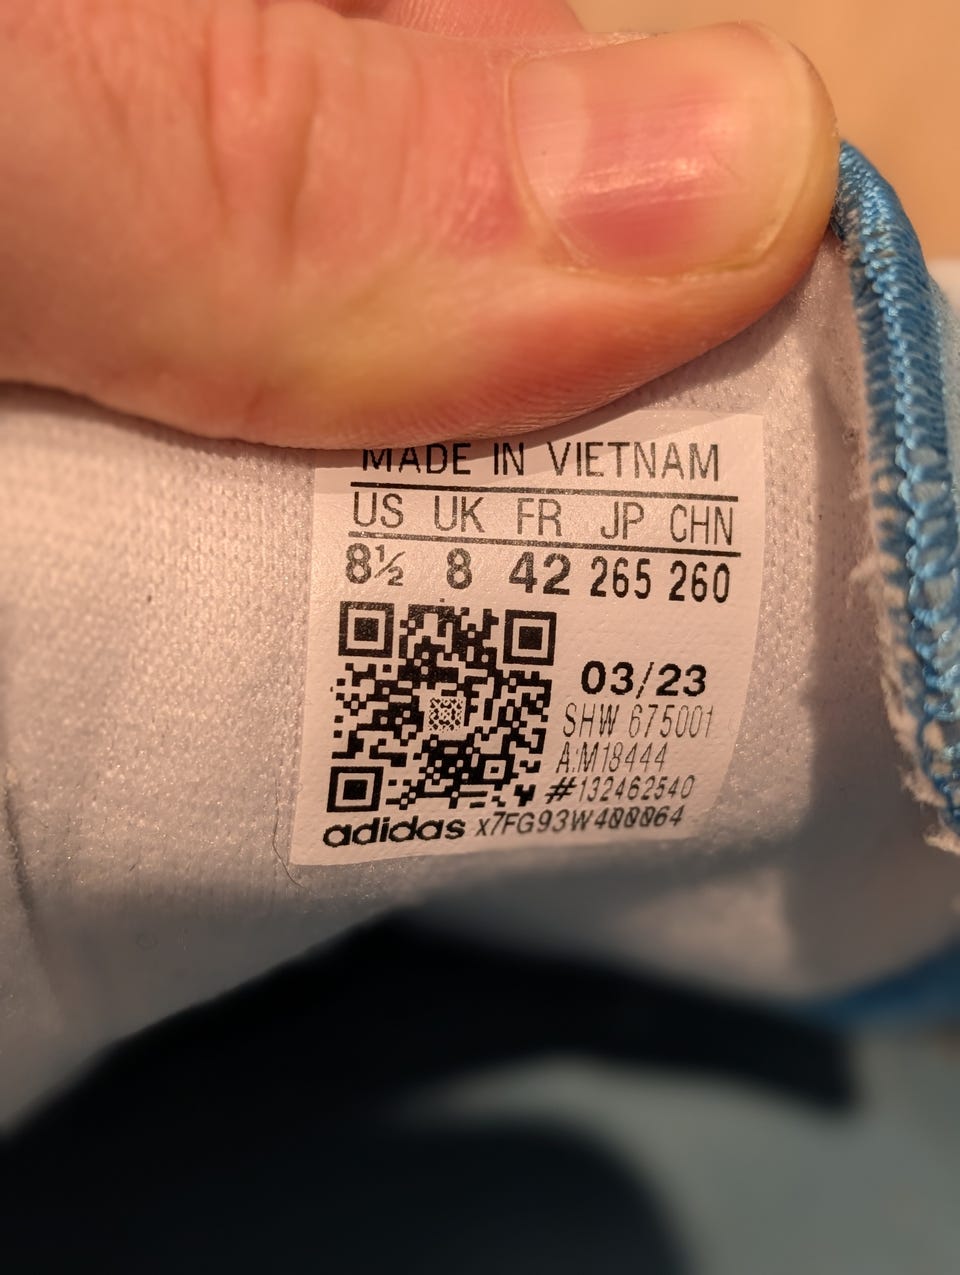 MADE IN VIETNAM
US UK FR JP CHN
8½ 8 42 265 260
03/23
SHW 675001
A:M18444
#132462540
adidas x7FG93W400064